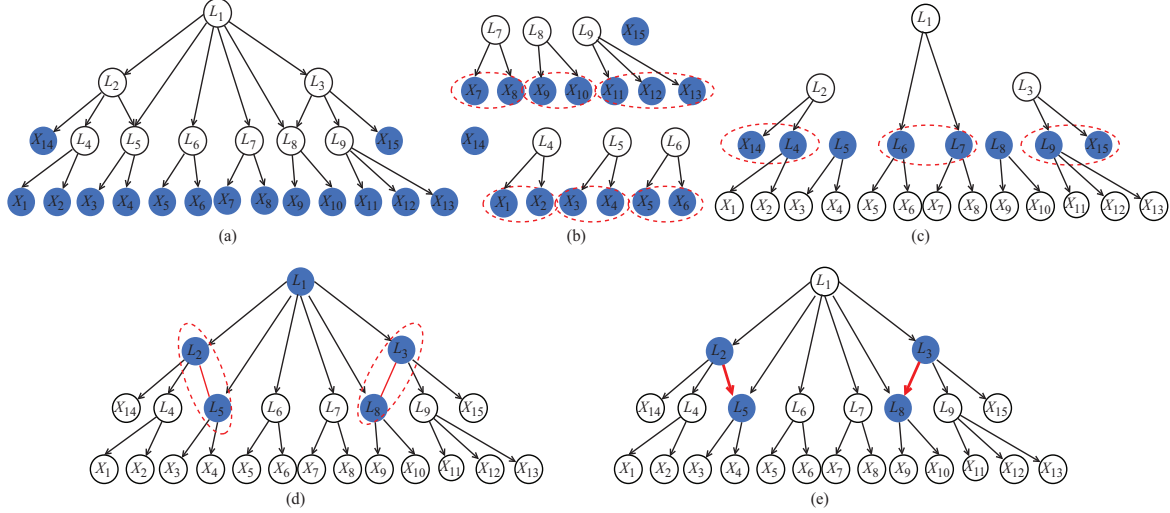 L1
L2 L3
X14 L4 L5 L6 L7 L8 L9 X15
X1 X2 X3 X4 X5 X6 X7 X8 X9 X10 X11 X12 X13
(a)
L7 L8 L9 X15
X7 X8 X9 X10 X11 X12 X13
X14 L4 L5 L6
X1 X2 X3 X4 X5 X6
(b)
L1
L2 L3
X14 L4 L5 L6 L7 L8 L9 X15
X1 X2 X3 X4 X5 X6 X7 X8 X9 X10 X11 X12 X13
(c)
L1
L2 L3
X14 L4 L5 L6 L7 L8 L9 X15
X1 X2 X3 X4 X5 X6 X7 X8 X9 X10 X11 X12 X13
(d)
L1
L2 L3
X14 L4 L5 L6 L7 L8 L9 X15
X1 X2 X3 X4 X5 X6 X7 X8 X9 X10 X11 X12 X13
(e)